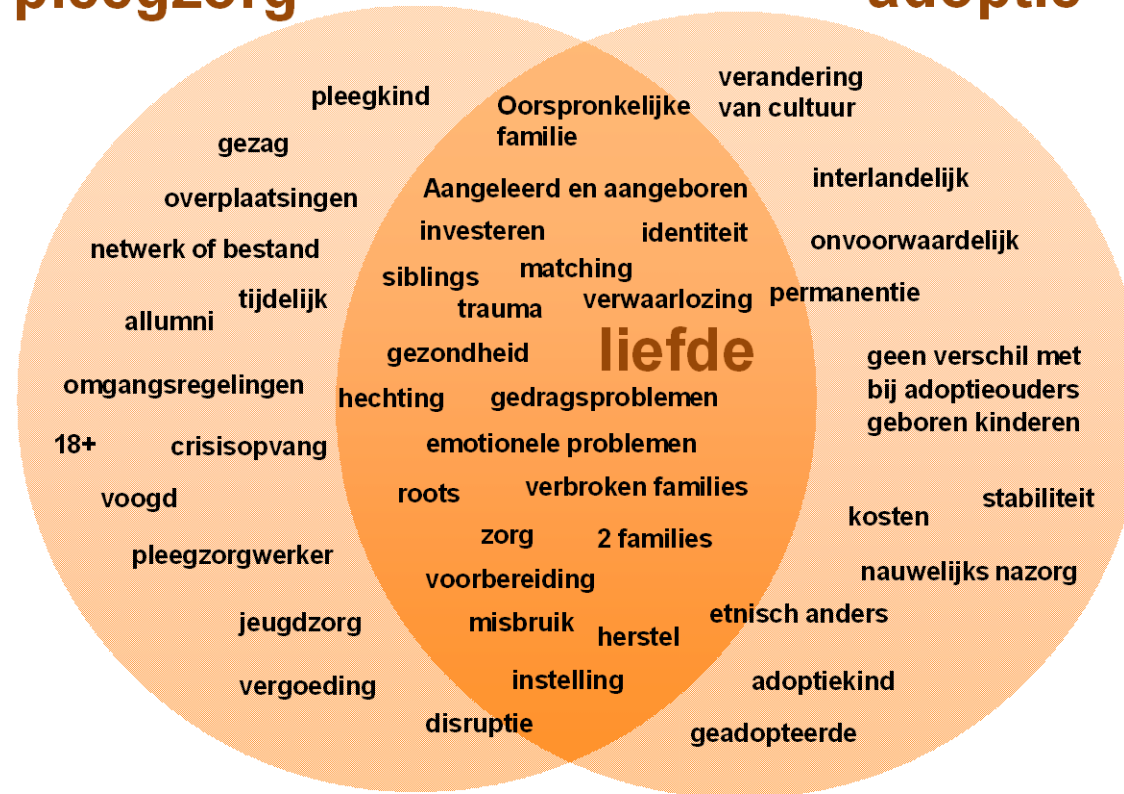 pleegzorg
adoptie
pleegkind
gezag
overplaatsingen
netwerk of bestand
tijdelijk
allumni
omgangsregelingen
18+
crisisopvang
voogd
pleegzorgwerker
jeugdzorg
vergoeding
disruptie
Oorspronkelijke
familie
Aangeleerd en aangeboren
investeren
identiteit
siblings
matching
trauma
verwaarlozing
liefde
gezondheid
hechting
gedragsproblemen
emotionele problemen
roots
verbroken families
zorg
2 families
voorbereiding
misbruik
herstel
instelling
verandering
van cultuur
interlandelijk
onvoorwaardelijk
permanentie
geen verschil met
bij adoptieouders
geboren kinderen
stabiliteit
kosten
nauwelijks nazorg
etnisch anders
adoptiekind
geadopteerde